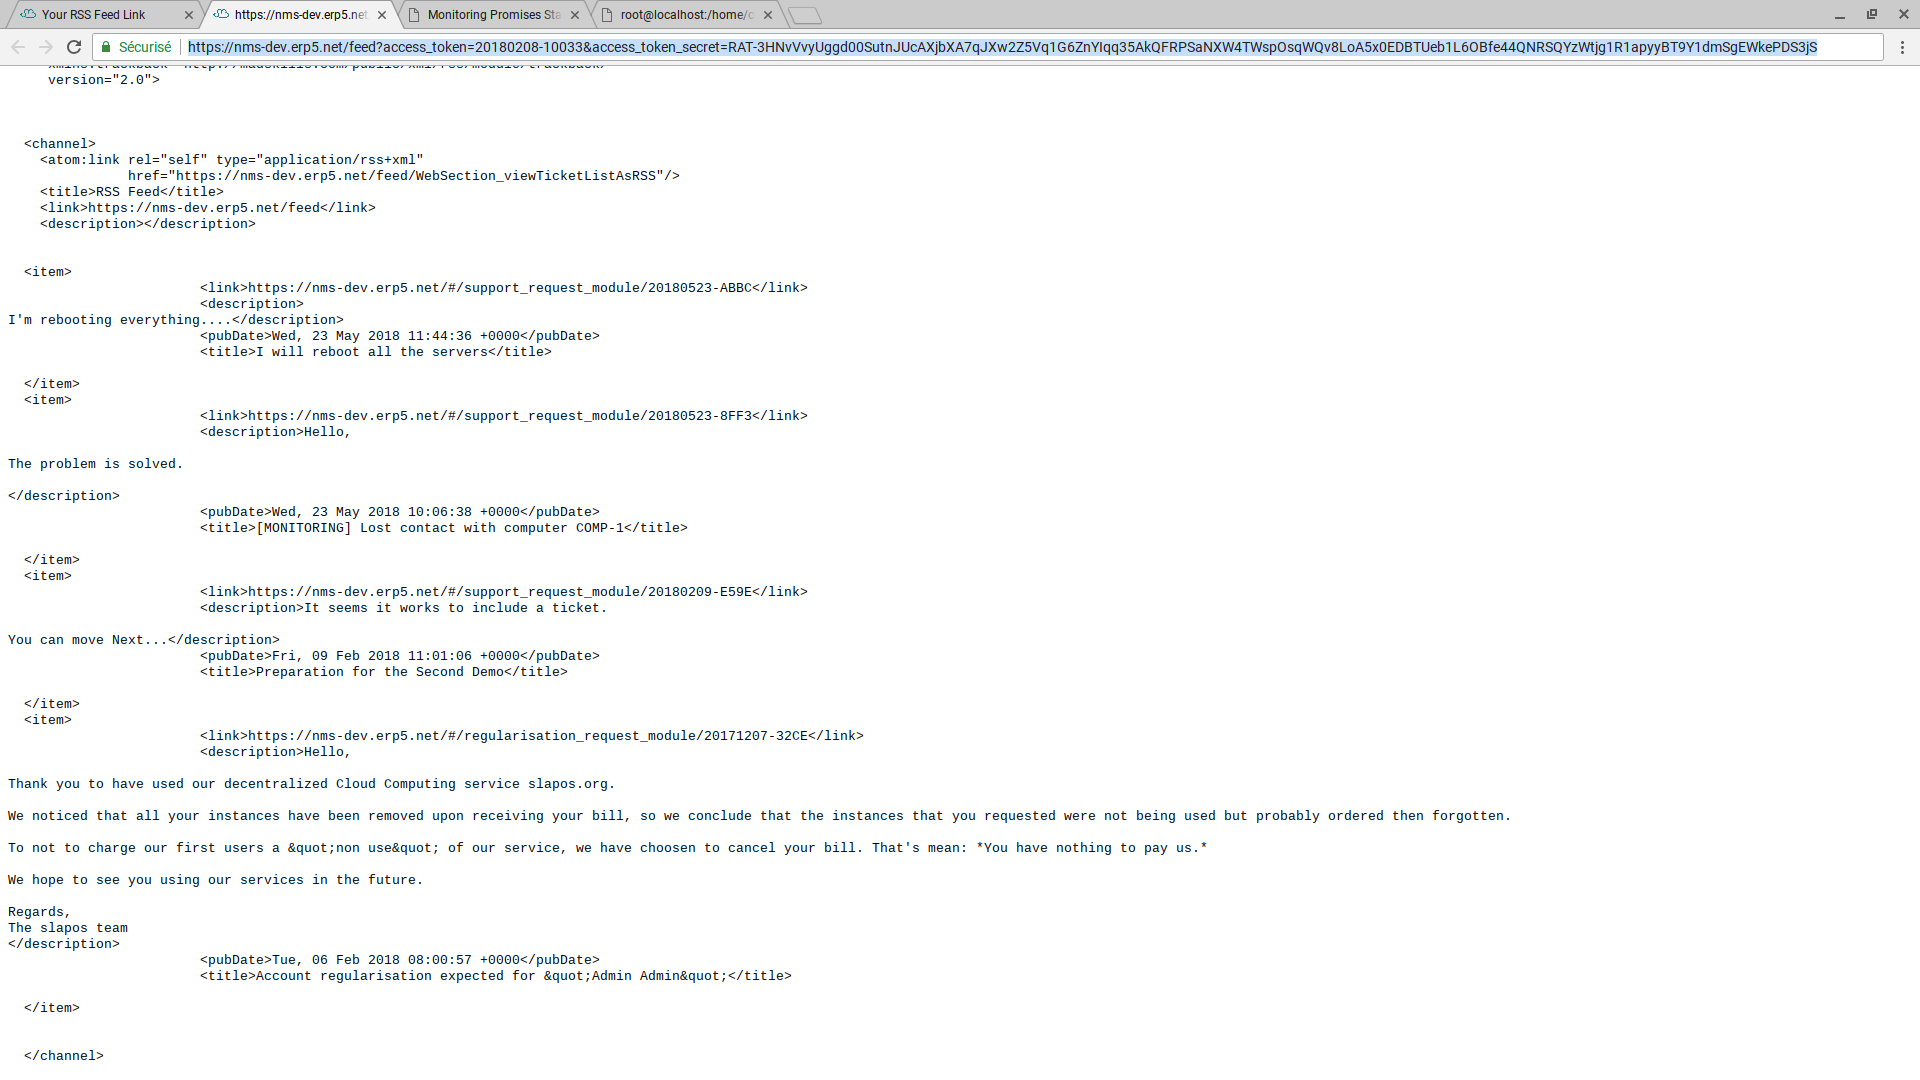 Your RSS Feed Link
https://nms-dev.erp5.net
Monitoring Promises Sta
root@localhost:/home/c
Sécurisé
https://nms-dev.erp5.net/feed?access_token=20180208-10033&access_token_secret=RAT-3HNvVvyUggd00SutnJUcAXjbXA7qJXw2Z5Vq1G6ZnYIqq35AkQFRPSaNXW4TWspOsqWQv8LoA5x0EDBTUeb1L6OBfe44QNRSQYzWtjg1R1apyyBT9Y1dmSgEWkePDS3jS
version="2.0">
<channel>
<atom:link rel="self" type="application/rss+xml"
href="https://nms-dev.erp5.net/feed/WebSection_viewTicketListAsRSS"/>
<title>RSS Feed</title>
<link>https://nms-dev.erp5.net/feed</link>
<description></description>
<item>
<link>https://nms-dev.erp5.net/#/support_request_module/20180523-ABBC</link>
<description>
I'm rebooting everything....</description>
<pubDate>Wed, 23 May 2018 11:44:36 +0000</pubDate>
<title>I will reboot all the servers</title>
</item>
<item>
<link>https://nms-dev.erp5.net/#/support_request_module/20180523-8FF3</link>
<description>Hello,
The problem is solved.
</description>
<pubDate>Wed, 23 May 2018 10:06:38 +0000</pubDate>
<title>[MONITORING] Lost contact with computer COMP-1</title>
</item>
<item>
<link>https://nms-dev.erp5.net/#/support_request_module/20180209-E59E</link>
<description>It seems it works to include a ticket.
You can move Next...</description>
<pubDate>Fri, 09 Feb 2018 11:01:06 +0000</pubDate>
<title>Preparation for the Second Demo</title>
</item>
<item>
<link>https://nms-dev.erp5.net/#/regularisation_request_module/20171207-32CE</link>
<description>Hello,
Thank you to have used our decentralized Cloud Computing service slapos.org.
We noticed that all your instances have been removed upon receiving your bill, so we conclude that the instances that you requested were not being used but probably ordered then forgotten.
To not to charge our first users a &quot;non use&quot; of our service, we have choosen to cancel your bill. That's mean: *You have nothing to pay us.*
We hope to see you using our services in the future.
Regards,
The slapos team
</description>
<pubDate>Tue, 06 Feb 2018 08:00:57 +0000</pubDate>
<title>Account regularisation expected for &quot;Admin Admin&quot;</title>
</item>
</channel>